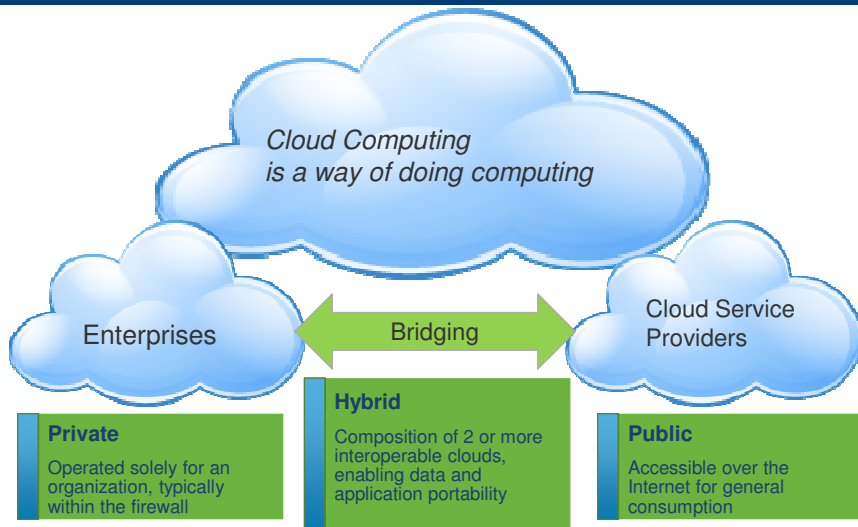 Cloud Computing
is a way of doing computing
Enterprises
Bridging
Cloud Service
Providers
Private
Operated solely for an
organization, typically
within the firewall
Hybrid
Composition of 2 or more
interoperable clouds,
enabling data and
application portability
Public
Accessible over the
Internet for general
consumption